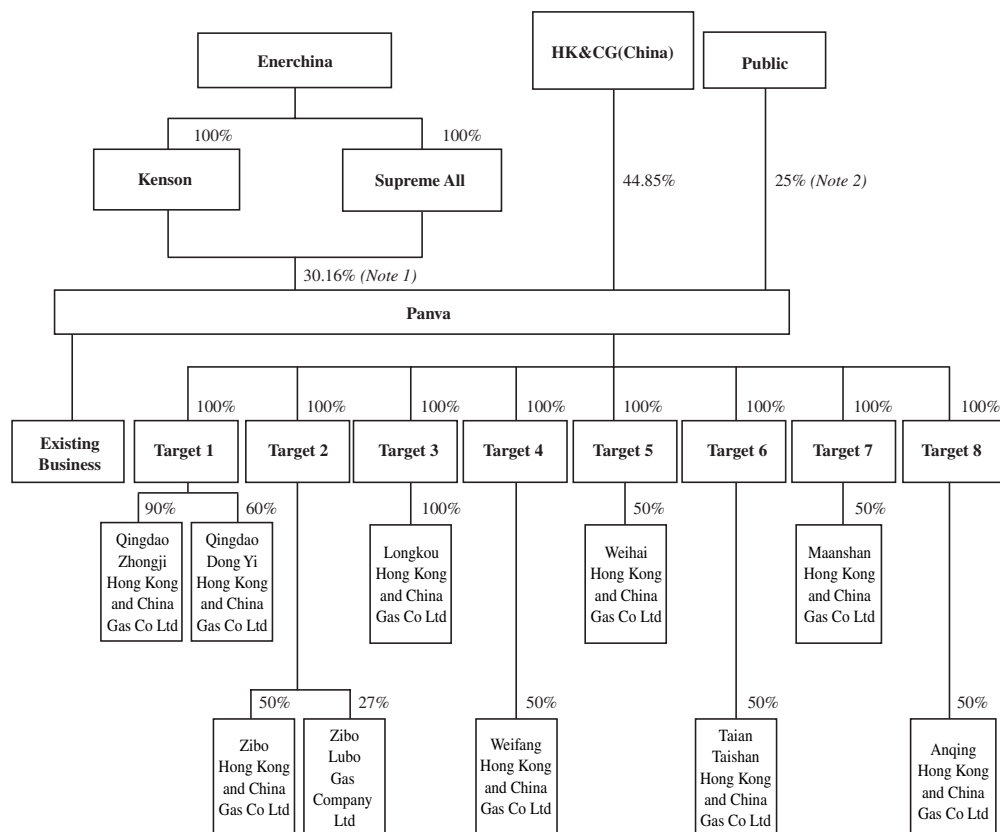 Enerchina
HK&CG(China)
Public
100%
100%
Kenson
Supreme All
44.85%
25% (Note 2)
30.16% (Note 1)
Panva
100%
100%
100%
100%
100%
100%
100%
100%
Existing
Business
Target 1
Target 2
Target 3
Target 4
Target 5
Target 6
Target 7
Target 8
90%
60%
100%
50%
50%
Qingdao
Zhongji
Hong Kong
and China
Gas Co Ltd
Qingdao
Dong Yi
Hong Kong
and China
Gas Co Ltd
Longkou
Hong Kong
and China
Gas Co Ltd
Weihai
Hong Kong
and China
Gas Co Ltd
Maanshan
Hong Kong
and China
Gas Co Ltd
50%
27%
50%
50%
50%
Zibo
Hong Kong
and China
Gas Co Ltd
Zibo
Lubo
Gas
Company
Ltd
Weifang
Hong Kong
and China
Gas Co Ltd
Taian
Taishan
Hong Kong
and China
Gas Co Ltd
Anqing
Hong Kong
and China
Gas Co Ltd